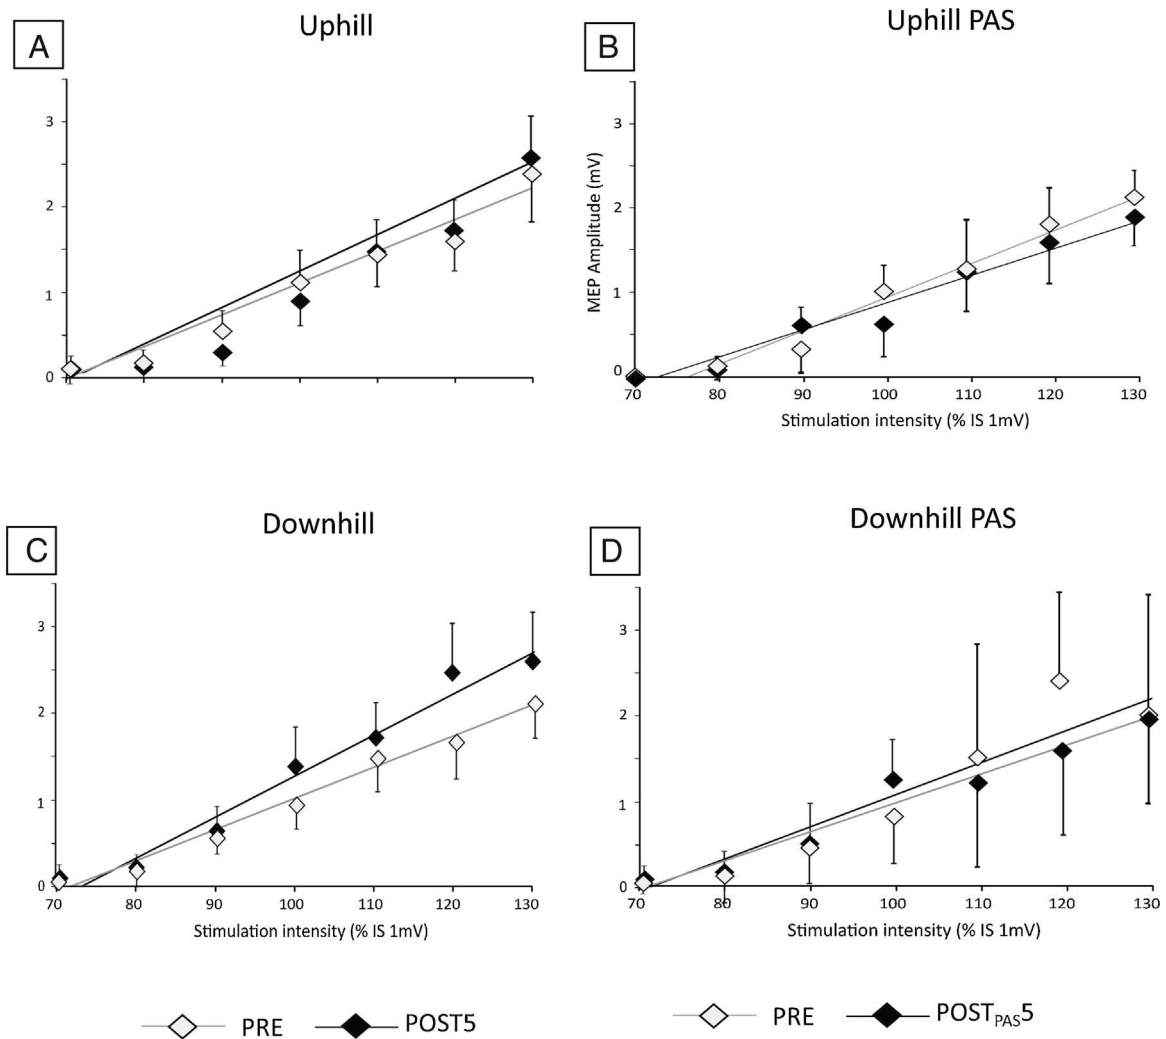 A
Uphill
3
2
1
0
B
Uphill PAS
MEP Amplitude (mV)
3
2
1
0
70 80 90 100 110 120 130
Stimulation intensity (% IS 1mV)
C
Downhill
3
2
1
0
70 80 90 100 110 120 130
Stimulation intensity (% IS 1mV)
D
Downhill PAS
3
2
1
0
70 80 90 100 110 120 130
Stimulation intensity (% IS 1mV)
PRE POST5
PRE POSTPAS5